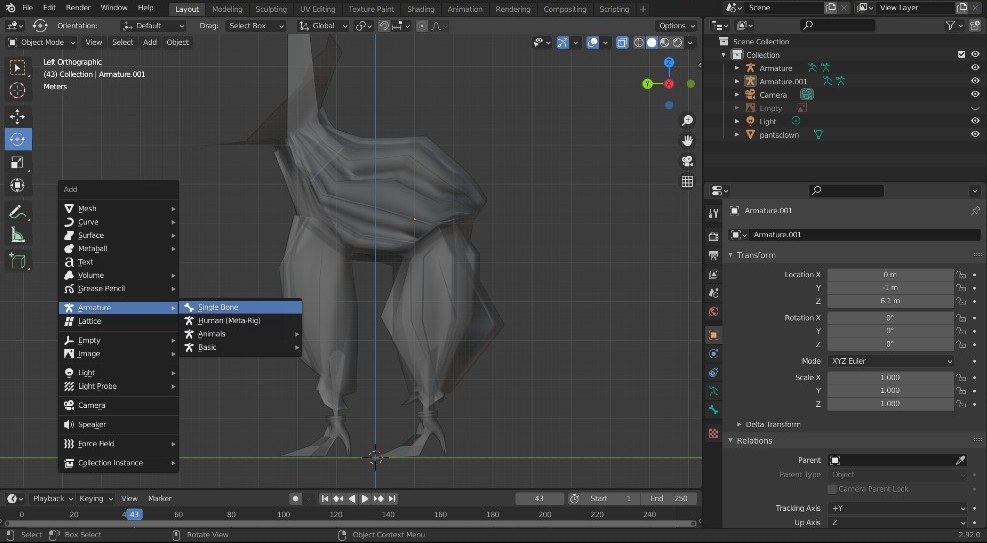 File Edit Render Window Help Layout Modeling Sculpting UV Editing Texture Paint Shading Animation Rendering Compositing Scripting + Scene View Layer
Orientation: Default Drag: Select Box Global Options
Object Mode View Select Add Object
Left Orthographic
(43) Collection | Armature.001
Meters
Z
Y
X
Add
Mesh
Curve
Surface
Metaball
Text
Volume
Grease Pencil
Armature
Lattice
Empty
Image
Light
Light Probe
Camera
Speaker
Force Field
Collection Instance
Single Bone
Human (Meta-Rig)
Animals
Basic
Scene Collection
Collection
Armature
Armature.001
Camera
Empty
Light
pantsclown
Armature.001
Armature.001
Transform
Location X 0 m
Y -1 m
Z 6.1 m
Rotation X 0°
Y 0°
Z 0°
Mode XYZ Euler
Scale X 1.000
Y 1.000
Z 1.000
Delta Transform
Relations
Parent
Parent Type Object
Camera Parent Lock
Tracking Axis +Y
Up Axis Z
Playback Keying View Marker 43 Start 1 End 250
0 20 43 60 80 100 120 140 160 180 200 220 240
Select Box Select Rotate View Object Context Menu 2.92.0